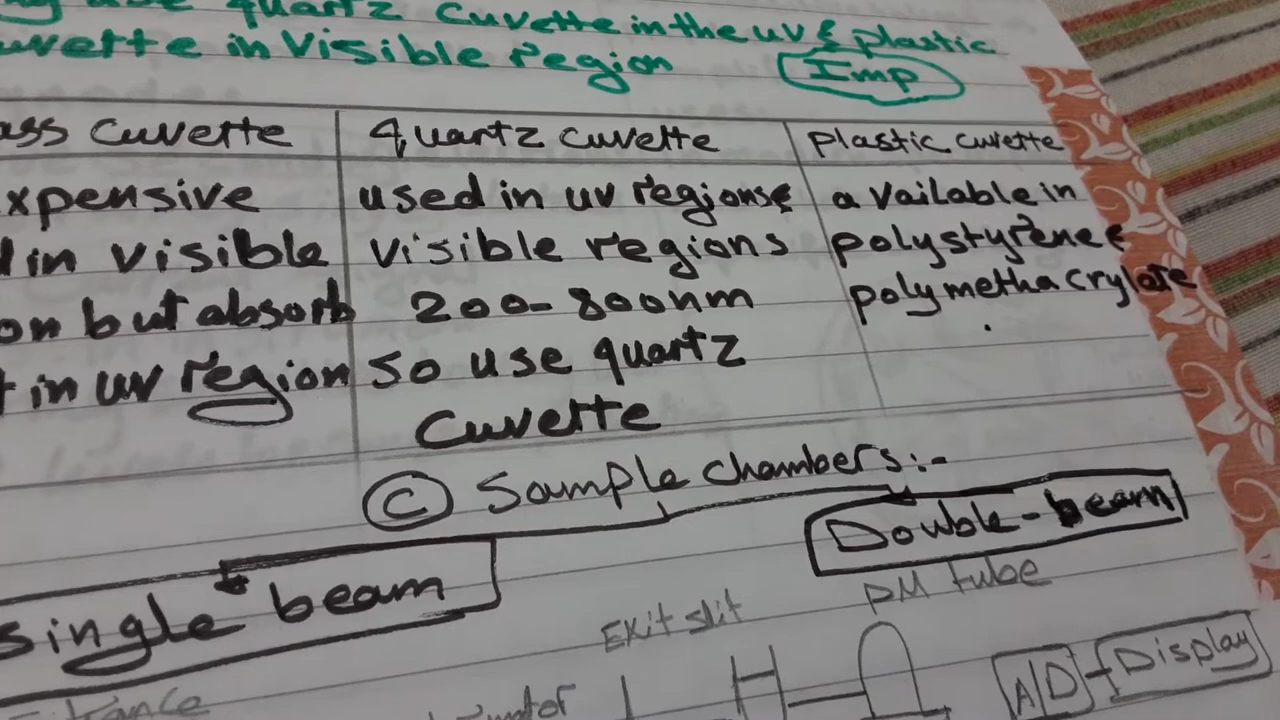 quartz Cuvette in the UV & plastic
Cuvette in Visible region
Imp
Cuvette
quartz cuvette
plastic cuvette
used in uv regions &
visible regions
200-800nm
so use quartz
Cuvette
available in
polystyrene &
polymethacrylate
in visible
but absorb
in uv region
C Sample chambers:-
Single beam
Double-beam
PM tube
Exit slit
A/D
Display